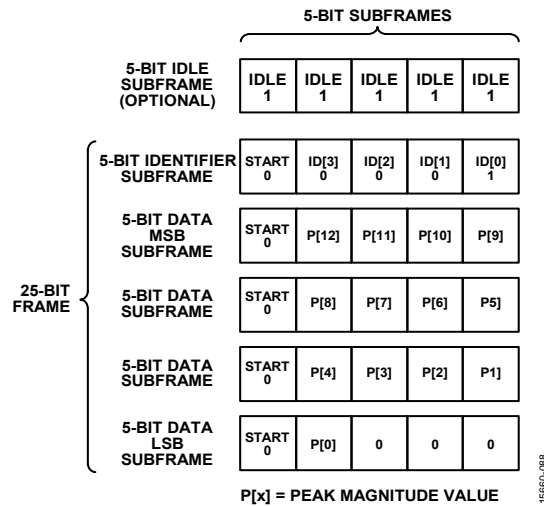 5-BIT SUBFRAMES
5-BIT IDLE
SUBFRAME
(OPTIONAL)
IDLE IDLE IDLE IDLE IDLE
1 1 1 1 1
25-BIT
FRAME
5-BIT IDENTIFIER
SUBFRAME
START ID[3] ID[2] ID[1] ID[0]
0 0 0 0 1
5-BIT DATA
MSB
SUBFRAME
START P[12] P[11] P[10] P[9]
0
5-BIT DATA
SUBFRAME
START P[8] P[7] P[6] P5]
0
5-BIT DATA
SUBFRAME
START P[4] P[3] P[2] P1]
0
5-BIT DATA
LSB
SUBFRAME
START P[0] 0 0 0
0
P[x] = PEAK MAGNITUDE VALUE
15660-088